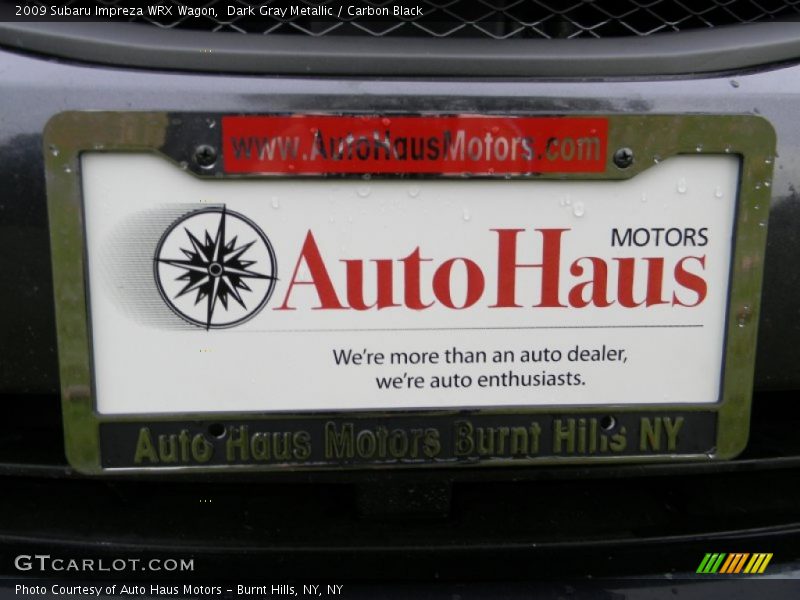 2009 Subaru Impreza WRX Wagon,  Dark Gray Metallic / Carbon Black
www.AutoHausMotors.com
MOTORS
AutoHaus
We're more than an auto dealer,
we're auto enthusiasts.
Auto Haus Motors Burnt Hills NY
GTCARLOT.COM
Photo Courtesy of Auto Haus Motors – Burnt Hills, NY, NY